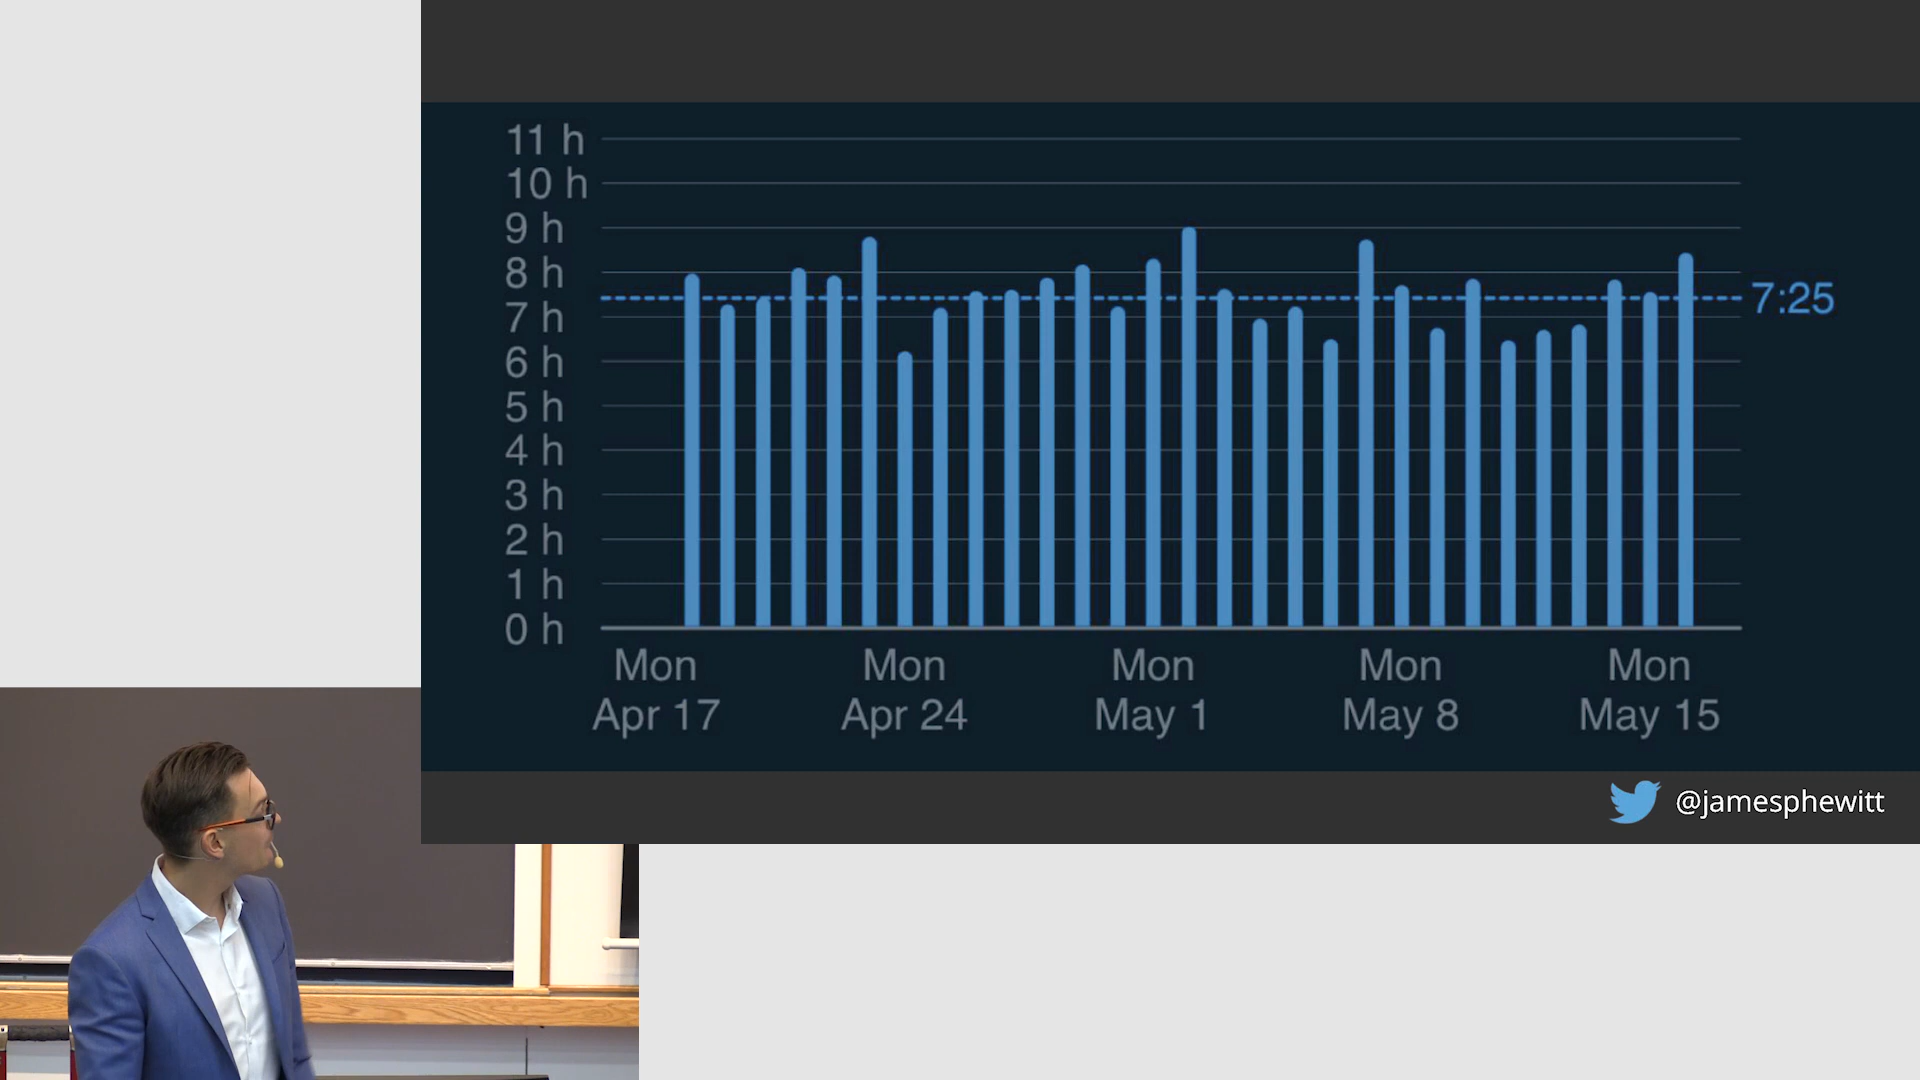 11 h
10 h
9 h
8 h
7:25
7 h
6 h
5 h
4 h
3 h
2 h
1 h
0 h
Mon Mon Mon Mon Mon
Apr 17 Apr 24 May 1 May 8 May 15
@jamesphewitt